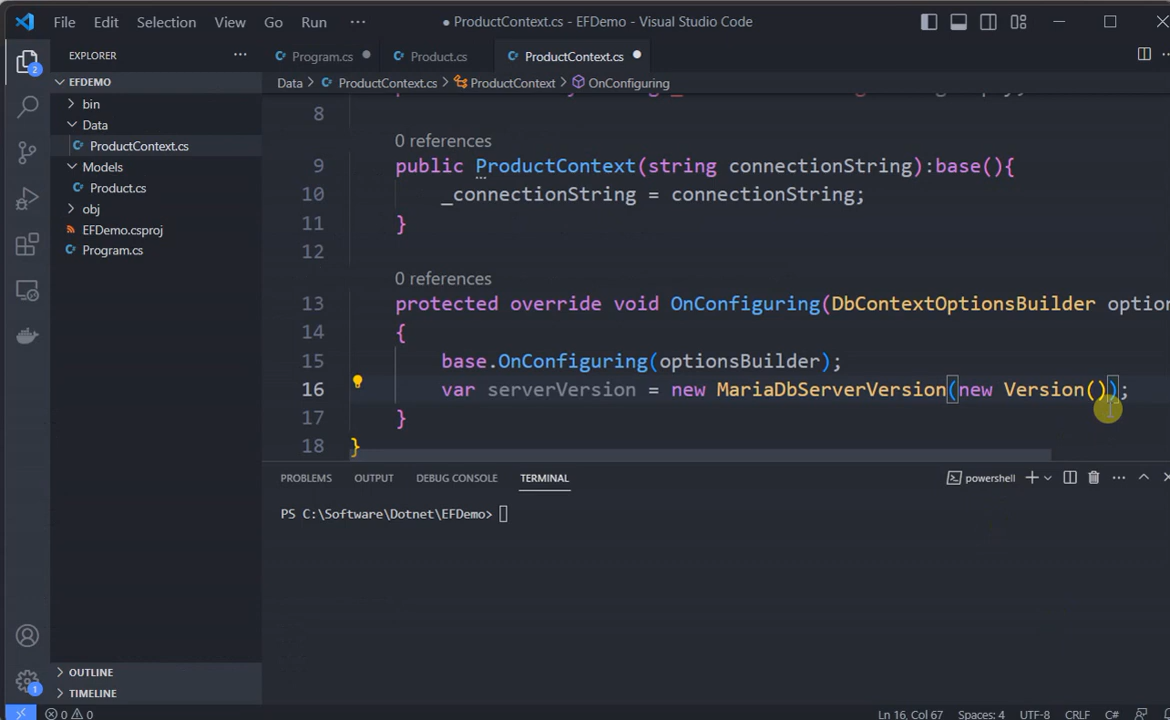 File Edit Selection View Go Run ··· ● ProductContext.cs - EFDemo - Visual Studio Code
EXPLORER ··· Program.cs Product.cs ProductContext.cs
2
EFDEMO Data > ProductContext.cs > ProductContext > OnConfiguring
bin
Data 8
ProductContext.cs 0 references
Models 9 public ProductContext(string connectionString):base(){
Product.cs 10 _connectionString = connectionString;
obj 11 }
EFDemo.csproj
Program.cs 12
0 references
13 protected override void OnConfiguring(DbContextOptionsBuilder option
14 {
15 base.OnConfiguring(optionsBuilder);
16 var serverVersion = new MariaDbServerVersion(new Version());
17 }
18 }
PROBLEMS OUTPUT DEBUG CONSOLE TERMINAL powershell
PS C:\Software\Dotnet\EFDemo>
OUTLINE
1
TIMELINE
0 0 Ln 16, Col 67 Spaces: 4 UTF-8 CRLF C#